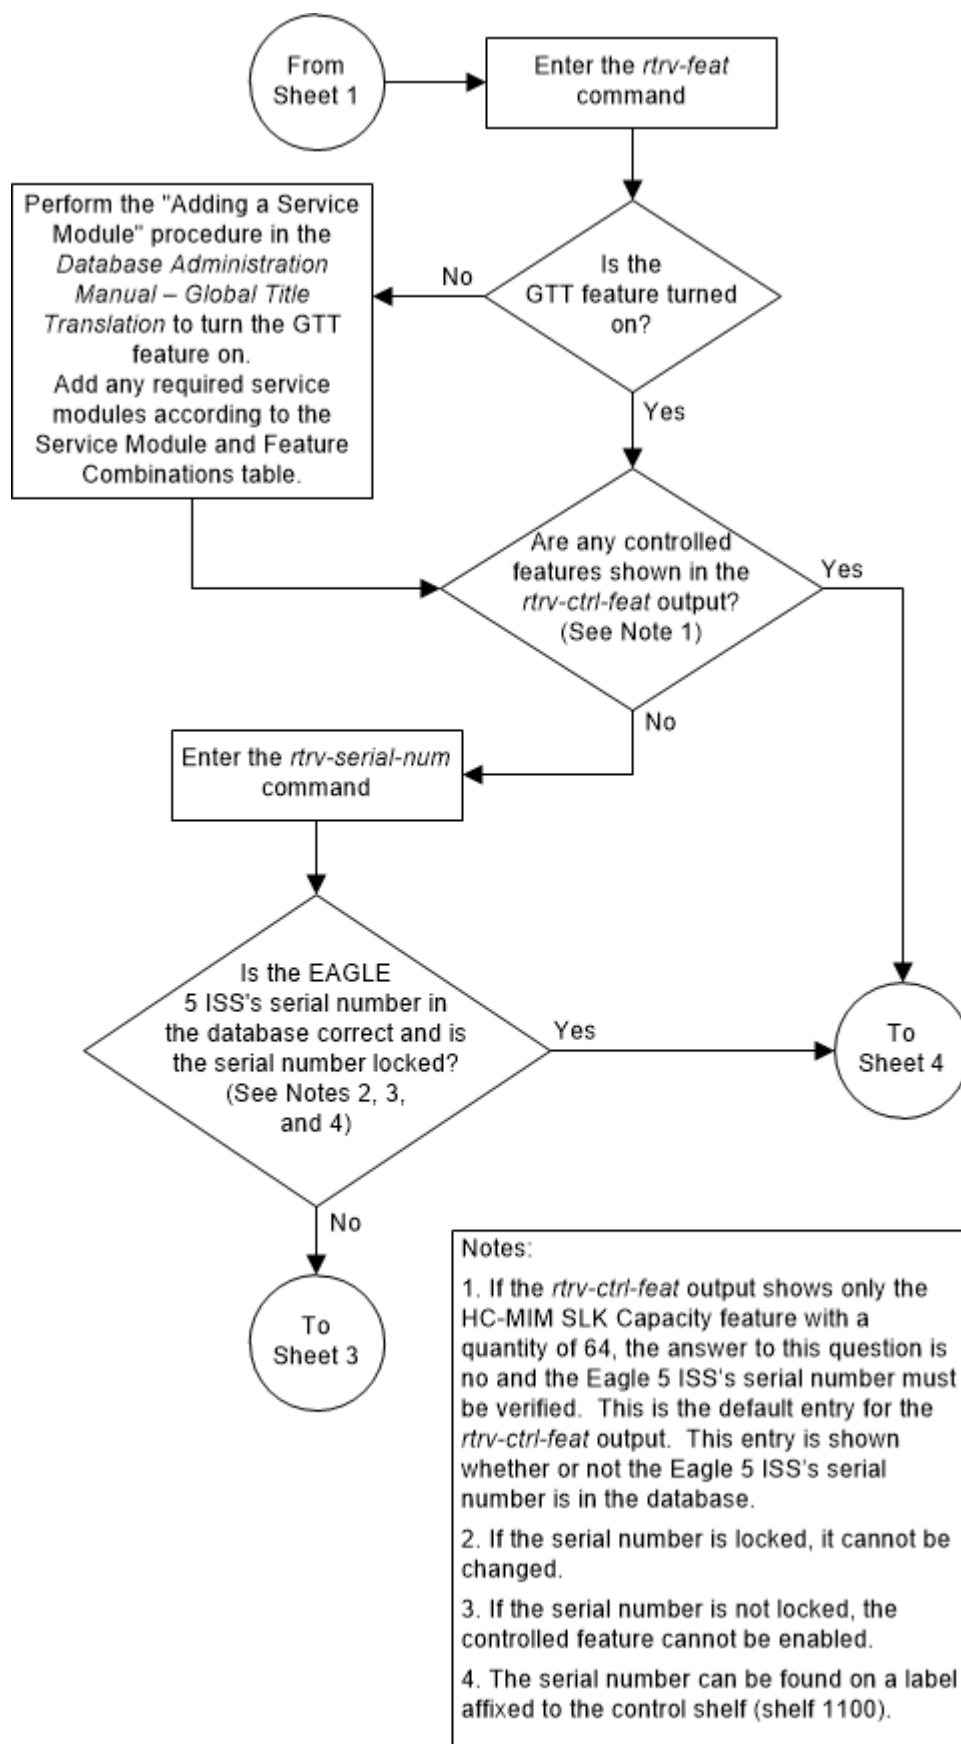 From
Sheet 1
Enter the rtrv-feat
command
Perform the "Adding a Service
Module" procedure in the
Database Administration
Manual – Global Title
Translation to turn the GTT
feature on.
Add any required service
modules according to the
Service Module and Feature
Combinations table.
No
Is the
GTT feature turned
on?
Yes
Are any controlled
features shown in the
rtrv-ctrl-feat output?
(See Note 1)
Yes
No
Enter the rtrv-serial-num
command
Is the EAGLE
5 ISS's serial number in
the database correct and is
the serial number locked?
(See Notes 2, 3,
and 4)
Yes
To
Sheet 4
No
To
Sheet 3
Notes:
1. If the rtrv-ctrl-feat output shows only the
HC-MIM SLK Capacity feature with a
quantity of 64, the answer to this question is
no and the Eagle 5 ISS's serial number must
be verified. This is the default entry for the
rtrv-ctrl-feat output. This entry is shown
whether or not the Eagle 5 ISS's serial
number is in the database.
2. If the serial number is locked, it cannot be
changed.
3. If the serial number is not locked, the
controlled feature cannot be enabled.
4. The serial number can be found on a label
affixed to the control shelf (shelf 1100).